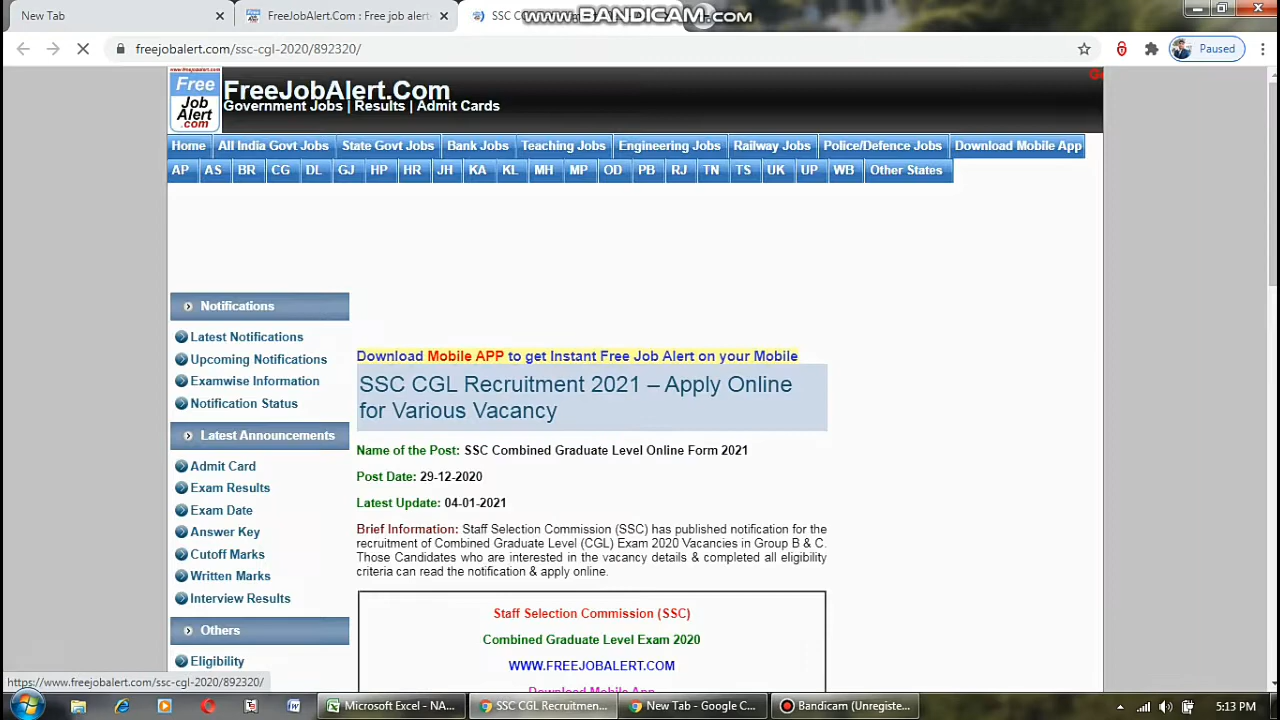 New Tab
FreeJobAlert.Com : Free job alert
SSC
www.BANDICAM.com
freejobalert.com/ssc-cgl-2020/892320/
Paused
www.freejobalert.com
Free
Job
Alert
.com
FreeJobAlert.Com
Government Jobs | Results | Admit Cards
Home All India Govt Jobs State Govt Jobs Bank Jobs Teaching Jobs Engineering Jobs Railway Jobs Police/Defence Jobs Download Mobile App
AP AS BR CG DL GJ HP HR JH KA KL MH MP OD PB RJ TN TS UK UP WB Other States
Notifications
Latest Notifications
Upcoming Notifications
Examwise Information
Notification Status
Latest Announcements
Admit Card
Exam Results
Exam Date
Answer Key
Cutoff Marks
Written Marks
Interview Results
Others
Eligibility
Download Mobile APP to get Instant Free Job Alert on your Mobile
SSC CGL Recruitment 2021 – Apply Online
for Various Vacancy
Name of the Post: SSC Combined Graduate Level Online Form 2021
Post Date: 29-12-2020
Latest Update: 04-01-2021
Brief Information: Staff Selection Commission (SSC) has published notification for the
recruitment of Combined Graduate Level (CGL) Exam 2020 Vacancies in Group B & C.
Those Candidates who are interested in the vacancy details & completed all eligibility
criteria can read the notification & apply online.
Staff Selection Commission (SSC)
Combined Graduate Level Exam 2020
WWW.FREEJOBALERT.COM
Download Mobile App
https://www.freejobalert.com/ssc-cgl-2020/892320/
Microsoft Excel - NA...
SSC CGL Recruitmen...
New Tab - Google C...
Bandicam (Unregiste...
5:13 PM